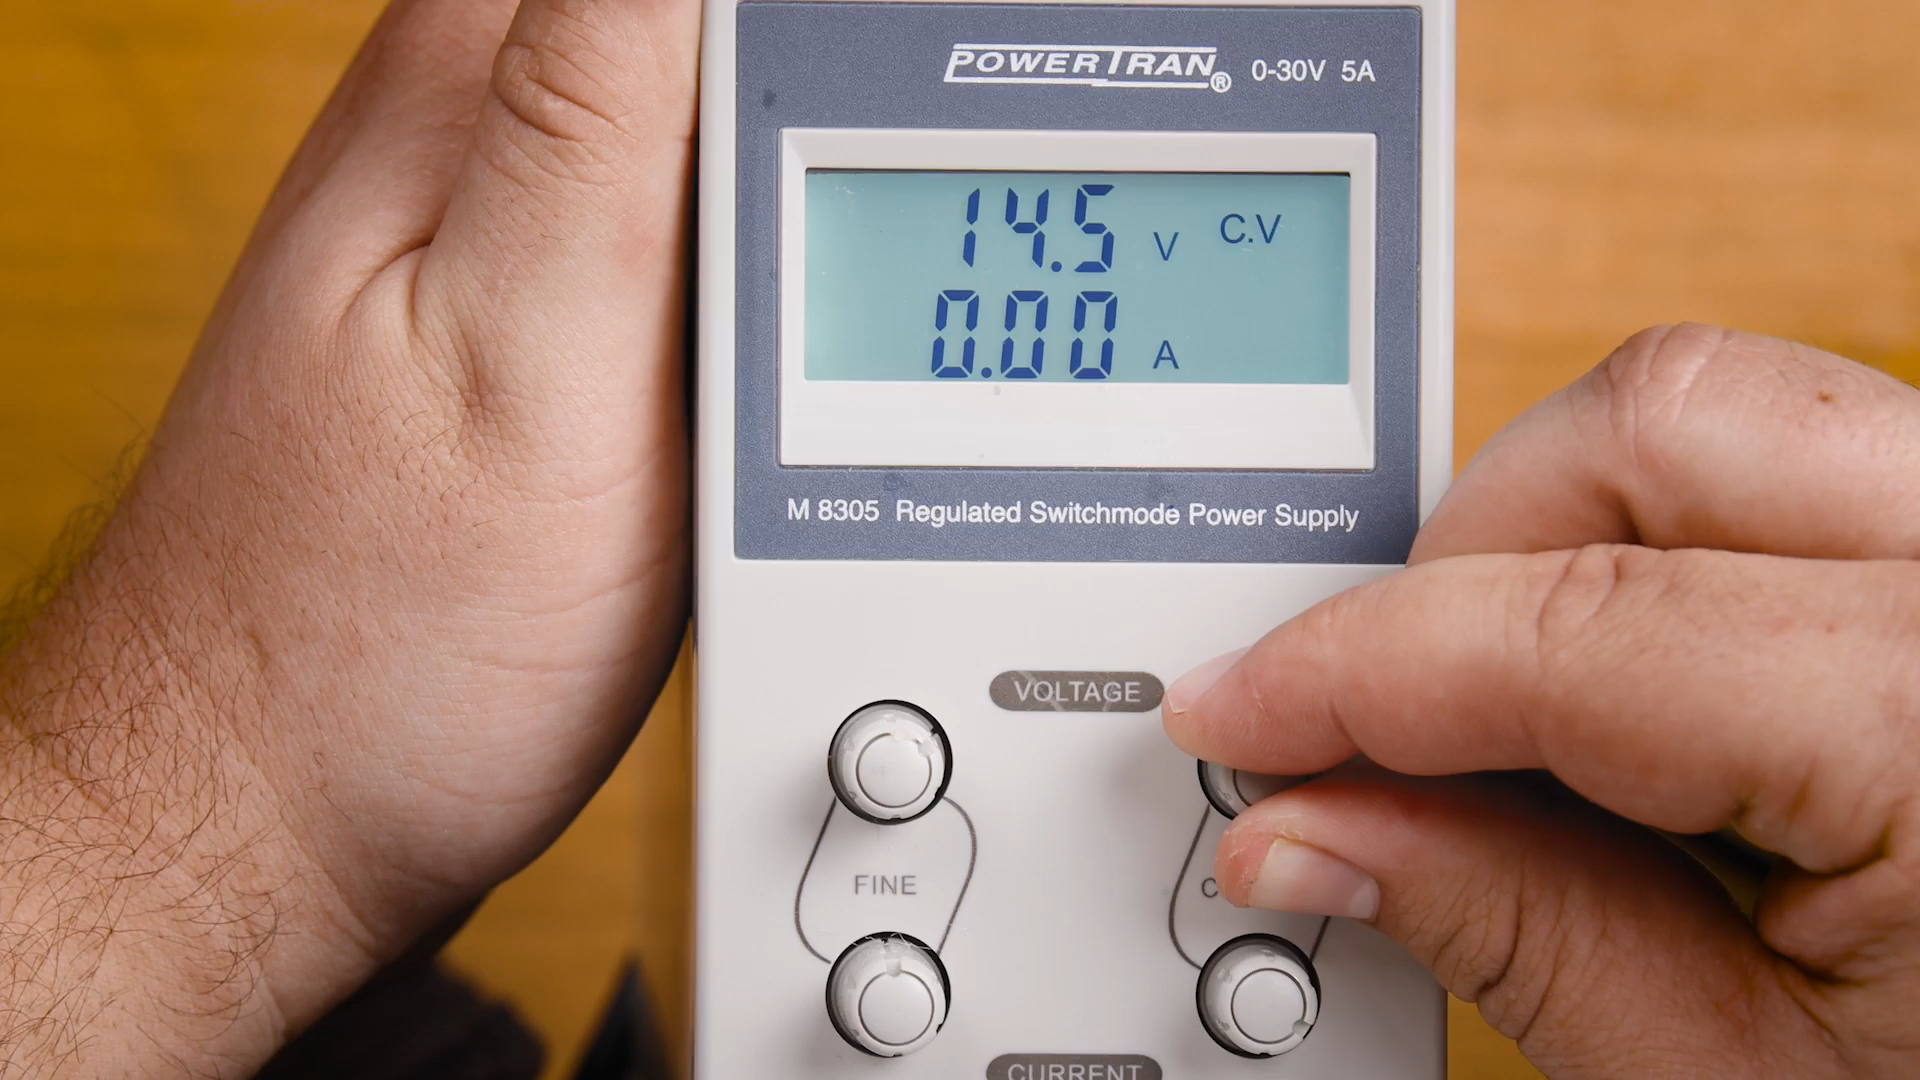 POWERTRAN® 0-30V 5A
14.5 V C.V
0.00 A
M 8305 Regulated Switchmode Power Supply
VOLTAGE
FINE
CURRENT